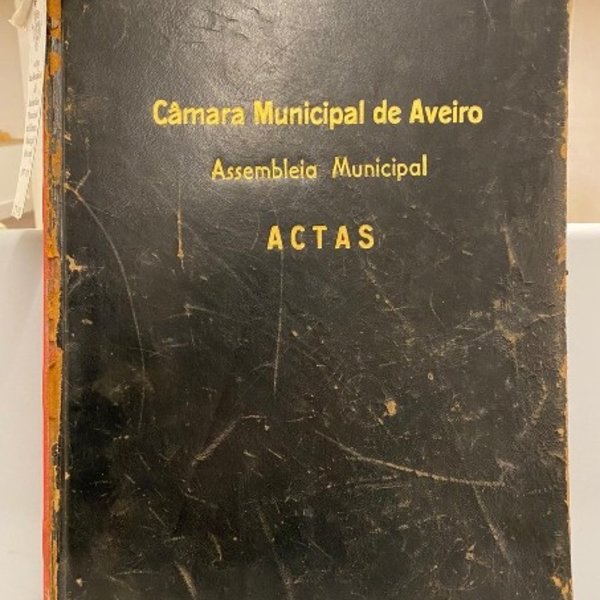 Câmara Municipal de Aveiro
Assembleia Municipal
ACTAS